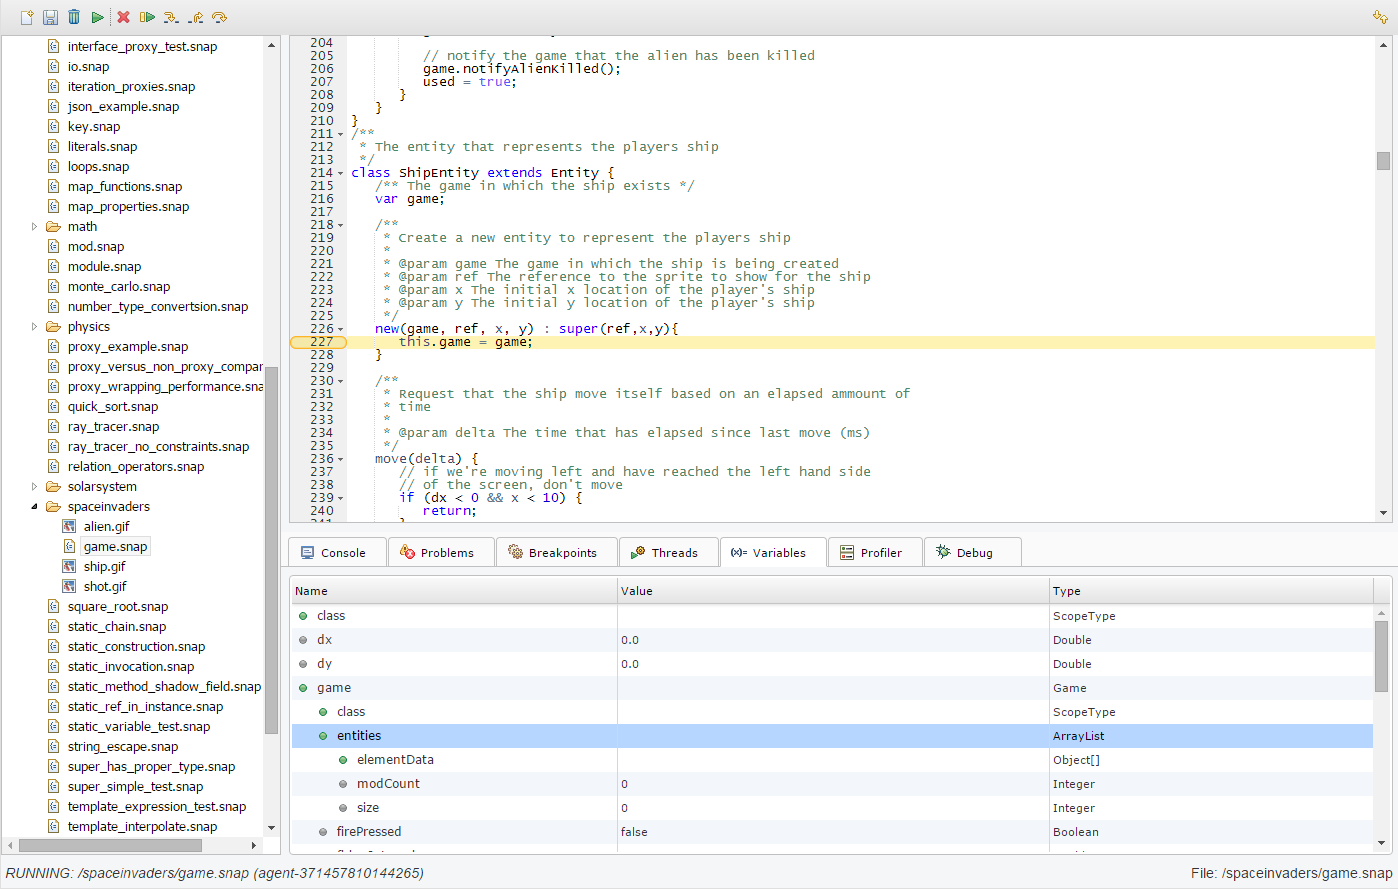 interface_proxy_test.snap
io.snap
iteration_proxies.snap
json_example.snap
key.snap
literals.snap
loops.snap
map_functions.snap
map_properties.snap
math
mod.snap
module.snap
monte_carlo.snap
number_type_convertsion.snap
physics
proxy_example.snap
proxy_versus_non_proxy_compar
proxy_wrapping_performance.sna
quick_sort.snap
ray_tracer.snap
ray_tracer_no_constraints.snap
relation_operators.snap
solarsystem
spaceinvaders
alien.gif
game.snap
ship.gif
shot.gif
square_root.snap
static_chain.snap
static_construction.snap
static_invocation.snap
static_method_shadow_field.snap
static_ref_in_instance.snap
static_variable_test.snap
string_escape.snap
super_has_proper_type.snap
super_simple_test.snap
template_expression_test.snap
template_interpolate.snap
204
205 // notify the game that the alien has been killed
206 game.notifyAlienKilled();
207 used = true;
208 }
209 }
210 }
211 /**
212 * The entity that represents the players ship
213 */
214 class ShipEntity extends Entity {
215 /** The game in which the ship exists */
216 var game;
217
218 /**
219 * Create a new entity to represent the players ship
220 *
221 * @param game The game in which the ship is being created
222 * @param ref The reference to the sprite to show for the ship
223 * @param x The initial x location of the player's ship
224 * @param y The initial y location of the player's ship
225 */
226 new(game, ref, x, y) : super(ref,x,y){
227 this.game = game;
228 }
229
230 /**
231 * Request that the ship move itself based on an elapsed ammount of
232 * time
233 *
234 * @param delta The time that has elapsed since last move (ms)
235 */
236 move(delta) {
237 // if we're moving left and have reached the left hand side
238 // of the screen, don't move
239 if (dx < 0 && x < 10) {
240 return;
241 }
Console Problems Breakpoints Threads (x)= Variables Profiler Debug
Name Value Type
class ScopeType
dx 0.0 Double
dy 0.0 Double
game Game
class ScopeType
entities ArrayList
elementData Object[]
modCount 0 Integer
size 0 Integer
firePressed false Boolean
RUNNING: /spaceinvaders/game.snap (agent-371457810144265)
File: /spaceinvaders/game.snap